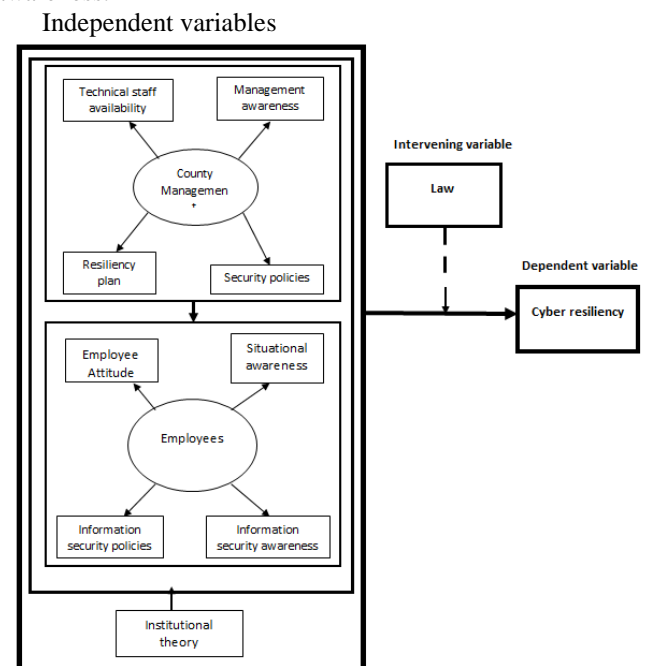 Independent variables
Technical staff
availability
Management
awareness
County
Managemen
t
Resiliency
plan
Security policies
Employee
Attitude
Situational
awareness
Employees
Information
security policies
Information
security awareness
Institutional
theory
Intervening variable
Law
Dependent variable
Cyber resiliency